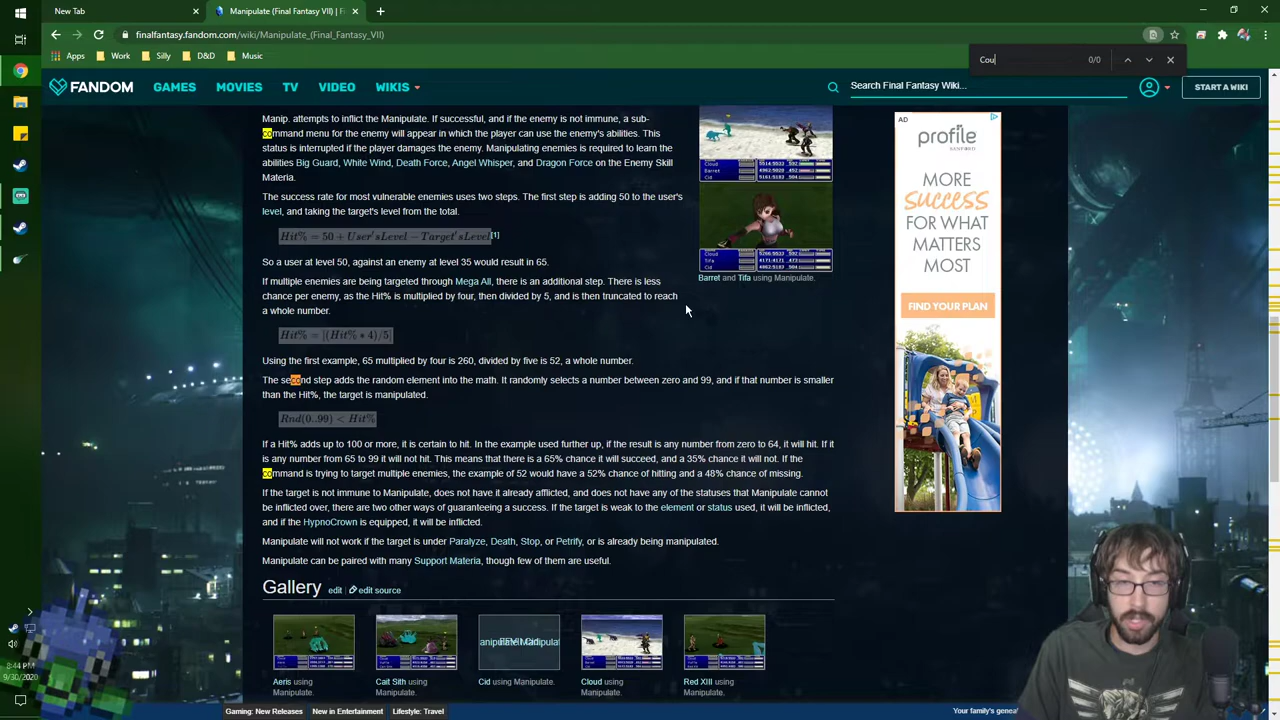 New Tab
Manipulate (Final Fantasy VII) | Fi
finalfantasy.fandom.com/wiki/Manipulate_(Final_Fantasy_VII)
Cou
0/0
Apps
Work
Silly
D&D
Music
FANDOM
GAMES
MOVIES
TV
VIDEO
WIKIS
Search Final Fantasy Wiki...
START A WIKI
Manip. attempts to inflict the Manipulate. If successful, and if the enemy is not immune, a sub-
command menu for the enemy will appear in which the player can use the enemy's abilities. This
status is interrupted if the player damages the enemy. Manipulating enemies is required to learn the
abilities Big Guard, White Wind, Death Force, Angel Whisper, and Dragon Force on the Enemy Skill
Materia.
The success rate for most vulnerable enemies uses two steps. The first step is adding 50 to the user's
level, and taking the target's level from the total.
Hit% = 50 + User'sLevel − Target'sLevel[1]
So a user at level 50, against an enemy at level 35 would result in 65.
If multiple enemies are being targeted through Mega All, there is an additional step. There is less
chance per enemy, as the Hit% is multiplied by four, then divided by 5, and is then truncated to reach
a whole number.
Hit% = [(Hit% * 4)/5]
Using the first example, 65 multiplied by four is 260, divided by five is 52, a whole number.
The second step adds the random element into the math. It randomly selects a number between zero and 99, and if that number is smaller
than the Hit%, the target is manipulated.
Rnd(0..99) < Hit%
If a Hit% adds up to 100 or more, it is certain to hit. In the example used further up, if the result is any number from zero to 64, it will hit. If it
is any number from 65 to 99 it will not hit. This means that there is a 65% chance it will succeed, and a 35% chance it will not. If the
command is trying to target multiple enemies, the example of 52 would have a 52% chance of hitting and a 48% chance of missing.
If the target is not immune to Manipulate, does not have it already afflicted, and does not have any of the statuses that Manipulate cannot
be inflicted over, there are two other ways of guaranteeing a success. If the target is weak to the element or status used, it will be inflicted,
and if the HypnoCrown is equipped, it will be inflicted.
Manipulate will not work if the target is under Paralyze, Death, Stop, or Petrify, or is already being manipulated.
Manipulate can be paired with many Support Materia, though few of them are useful.
Barret and Tifa using Manipulate.
AD
profile
MORE
success
FOR WHAT
MATTERS
MOST
FIND YOUR PLAN
Gallery
edit
edit source
Aeris using
Manipulate.
Cait Sith using
Manipulate.
Cid using Manipulate.
Cloud using
Manipulate.
Red XIII using
Manipulate.
Gaming: New Releases
New in Entertainment
Lifestyle: Travel
8:44 PM
9/30/2020